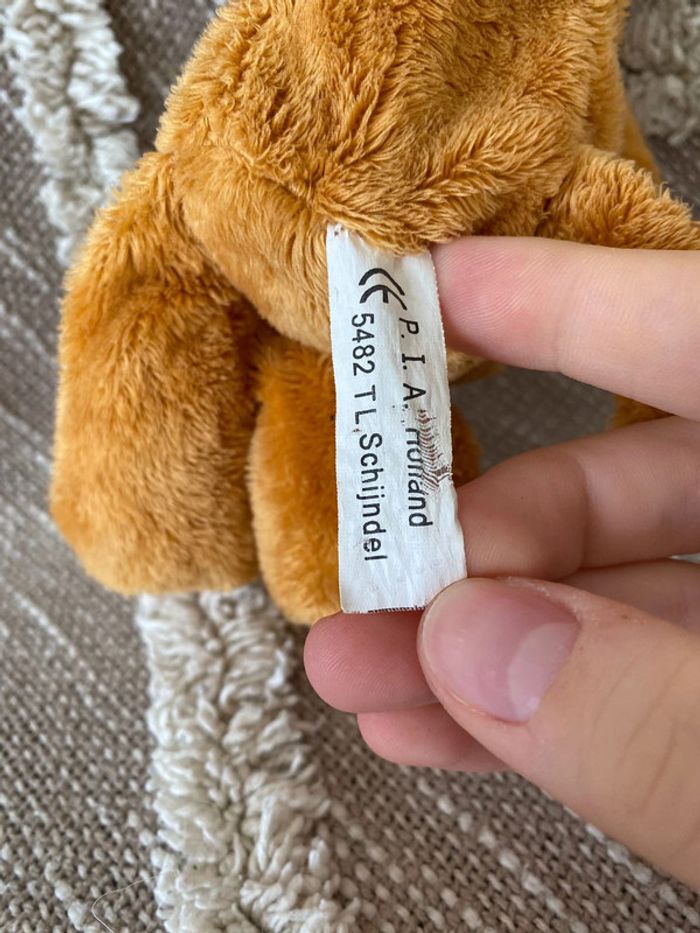 CE P. I. A. Holland
5482 TL Schijndel